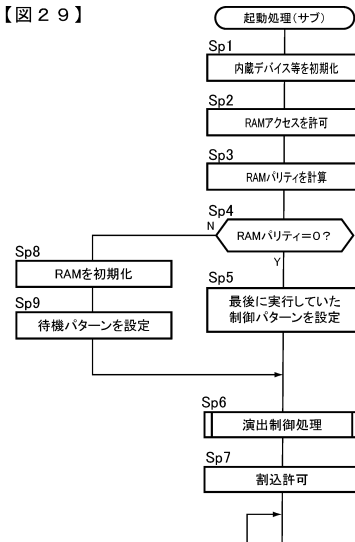 【図２９】
起動処理(サブ)
Sp1
内蔵デバイス等を初期化
Sp2
RAMアクセスを許可
Sp3
RAMパリティを計算
Sp4
RAMパリティ＝０？
N
Y
Sp8
RAMを初期化
Sp5
最後に実行していた
制御パターンを設定
Sp9
待機パターンを設定
Sp6
演出制御処理
Sp7
割込許可